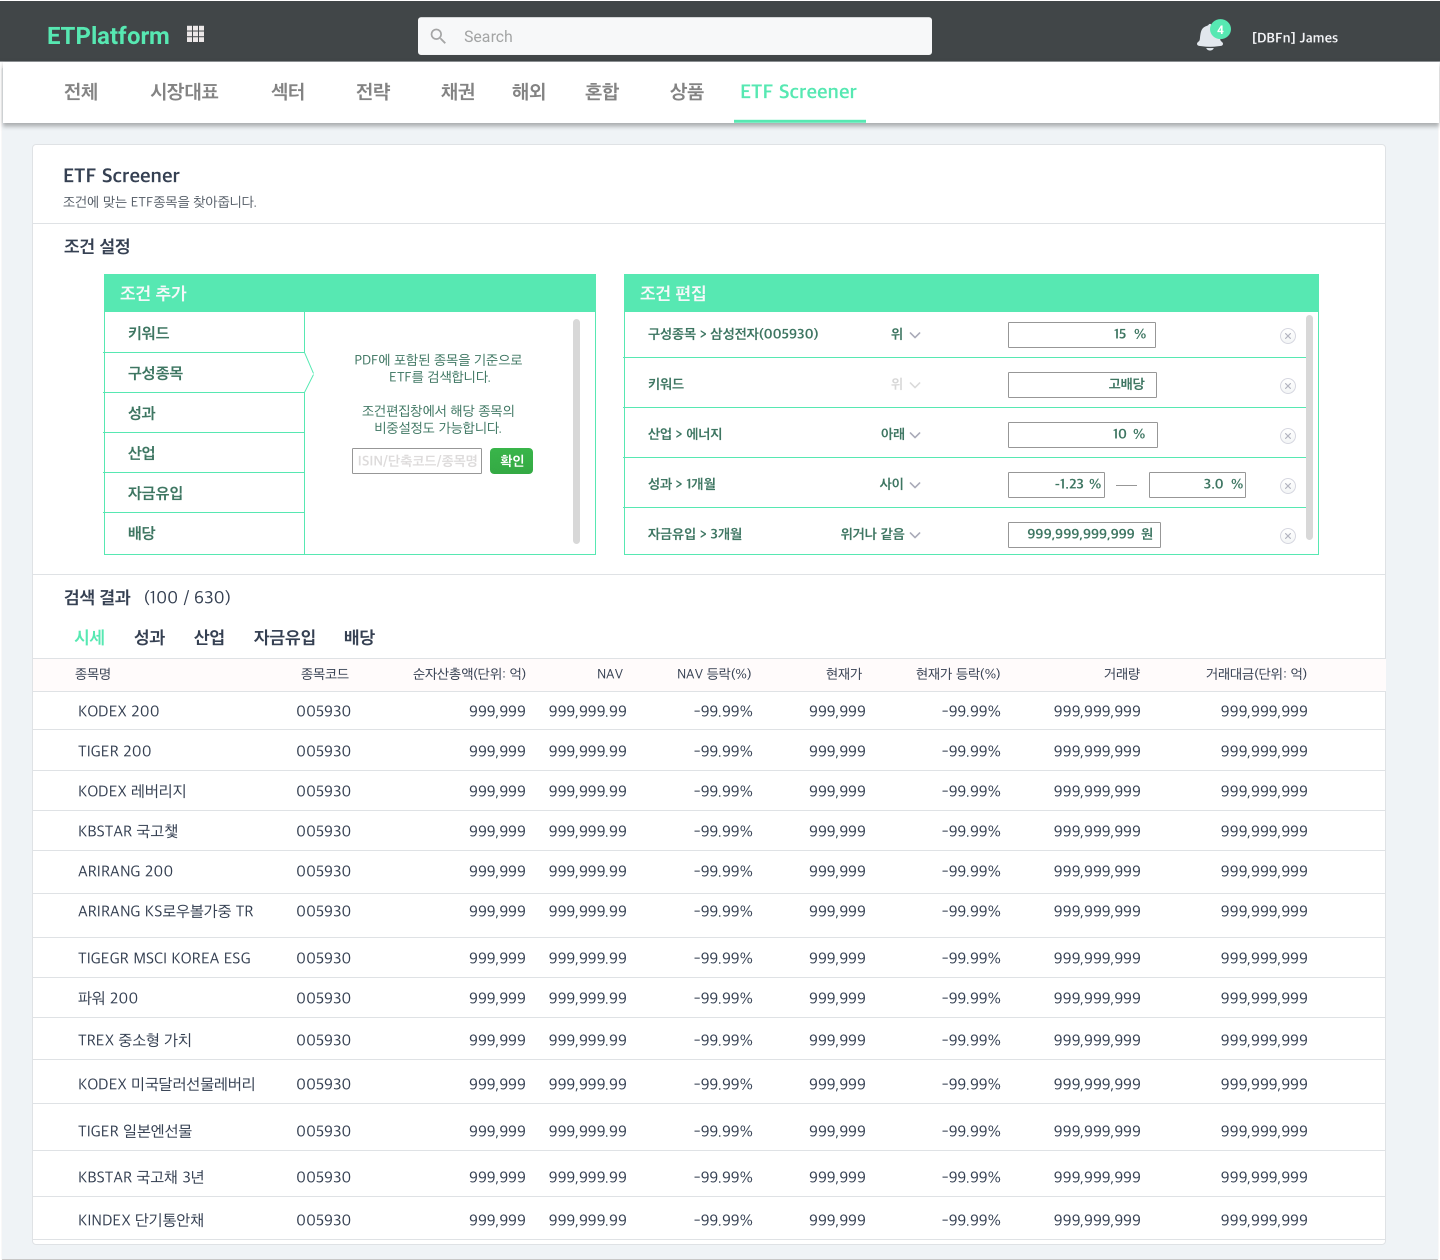 ETPlatform
Search
4
[DBFn] James
전체 시장대표 섹터 전략 채권 해외 혼합 상품 ETF Screener
ETF Screener
조건에 맞는 ETF종목을 찾아줍니다.
조건 설정
조건 추가
키워드
구성종목
성과
산업
자금유입
배당
PDF에 포함된 종목을 기준으로
ETF를 검색합니다.
조건편집창에서 해당 종목의
비중설정도 가능합니다.
ISIN/단축코드/종목명 확인
조건 편집
구성종목 > 삼성전자(005930) 위 15 %
키워드 위 고배당
산업 > 에너지 아래 10 %
성과 > 1개월 사이 -1.23 % — 3.0 %
자금유입 > 3개월 위거나 같음 999,999,999,999 원
검색 결과 (100 / 630)
시세 성과 산업 자금유입 배당
종목명 종목코드 순자산총액(단위: 억) NAV NAV 등락(%) 현재가 현재가 등락(%) 거래량 거래대금(단위: 억)
KODEX 200 005930 999,999 999,999.99 -99.99% 999,999 -99.99% 999,999,999 999,999,999
TIGER 200 005930 999,999 999,999.99 -99.99% 999,999 -99.99% 999,999,999 999,999,999
KODEX 레버리지 005930 999,999 999,999.99 -99.99% 999,999 -99.99% 999,999,999 999,999,999
KBSTAR 국고챛 005930 999,999 999,999.99 -99.99% 999,999 -99.99% 999,999,999 999,999,999
ARIRANG 200 005930 999,999 999,999.99 -99.99% 999,999 -99.99% 999,999,999 999,999,999
ARIRANG KS로우볼가중 TR 005930 999,999 999,999.99 -99.99% 999,999 -99.99% 999,999,999 999,999,999
TIGEGR MSCI KOREA ESG 005930 999,999 999,999.99 -99.99% 999,999 -99.99% 999,999,999 999,999,999
파워 200 005930 999,999 999,999.99 -99.99% 999,999 -99.99% 999,999,999 999,999,999
TREX 중소형 가치 005930 999,999 999,999.99 -99.99% 999,999 -99.99% 999,999,999 999,999,999
KODEX 미국달러선물레버리 005930 999,999 999,999.99 -99.99% 999,999 -99.99% 999,999,999 999,999,999
TIGER 일본엔선물 005930 999,999 999,999.99 -99.99% 999,999 -99.99% 999,999,999 999,999,999
KBSTAR 국고채 3년 005930 999,999 999,999.99 -99.99% 999,999 -99.99% 999,999,999 999,999,999
KINDEX 단기통안채 005930 999,999 999,999.99 -99.99% 999,999 -99.99% 999,999,999 999,999,999